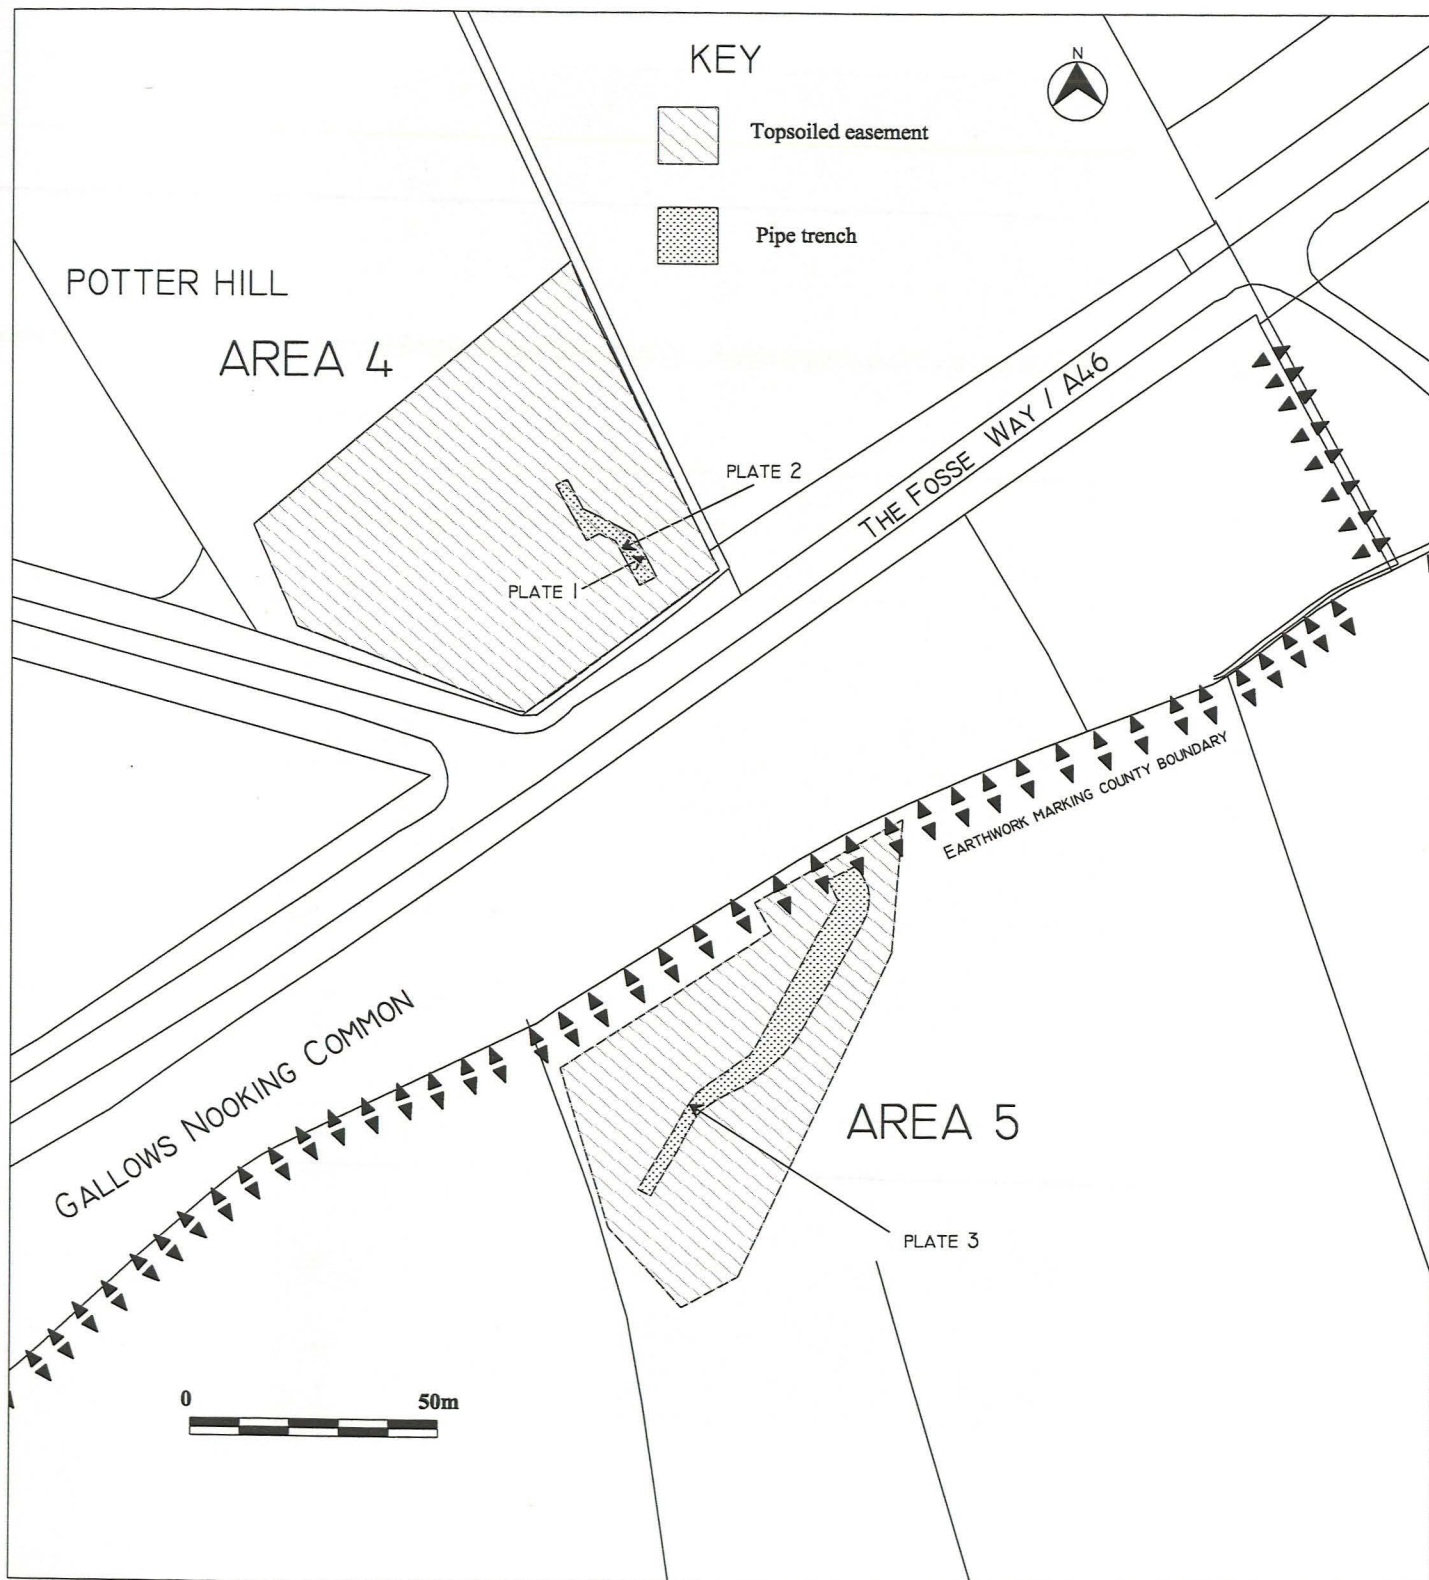 KEY
N
Topsoiled easement
Pipe trench
POTTER HILL
AREA 4
THE FOSSE WAY / A46
PLATE 2
PLATE 1
EARTHWORK MARKING COUNTY BOUNDARY
GALLOWS NOOKING COMMON
AREA 5
PLATE 3
0 50m